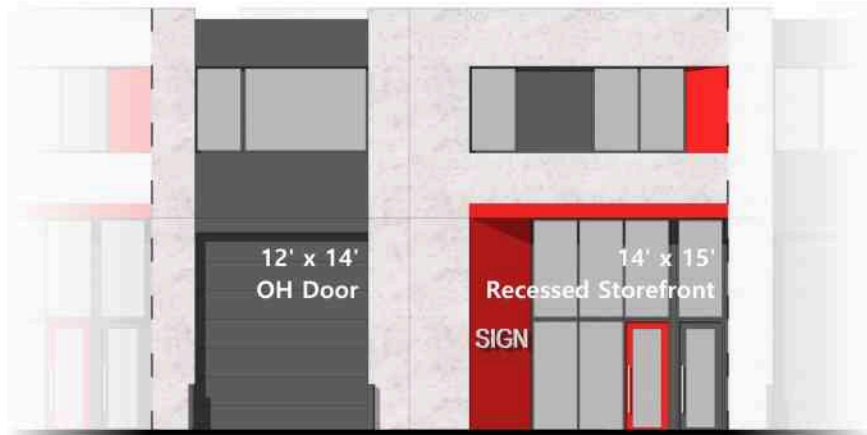 12' x 14'
OH Door
14' x 15'
Recessed Storefront
SIGN